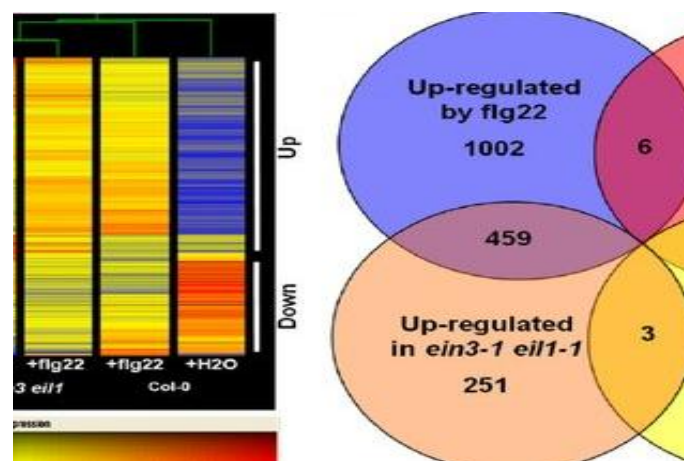 Up
Down
+flg22
+flg22
+H2O
3 eil1
Col-0
pression
Up-regulated
by flg22
1002
6
459
Up-regulated
in ein3-1 eil1-1
251
3